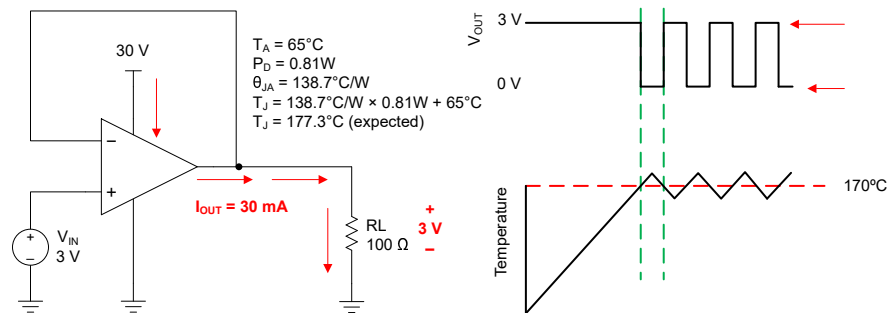 30 V
T_A = 65°C
P_D = 0.81W
θ_JA = 138.7°C/W
T_J = 138.7°C/W × 0.81W + 65°C
T_J = 177.3°C (expected)
−
+
I_OUT = 30 mA
+
−
V_IN
3 V
RL
100 Ω
+
3 V
−
V_OUT
3 V
0 V
Temperature
170ºC